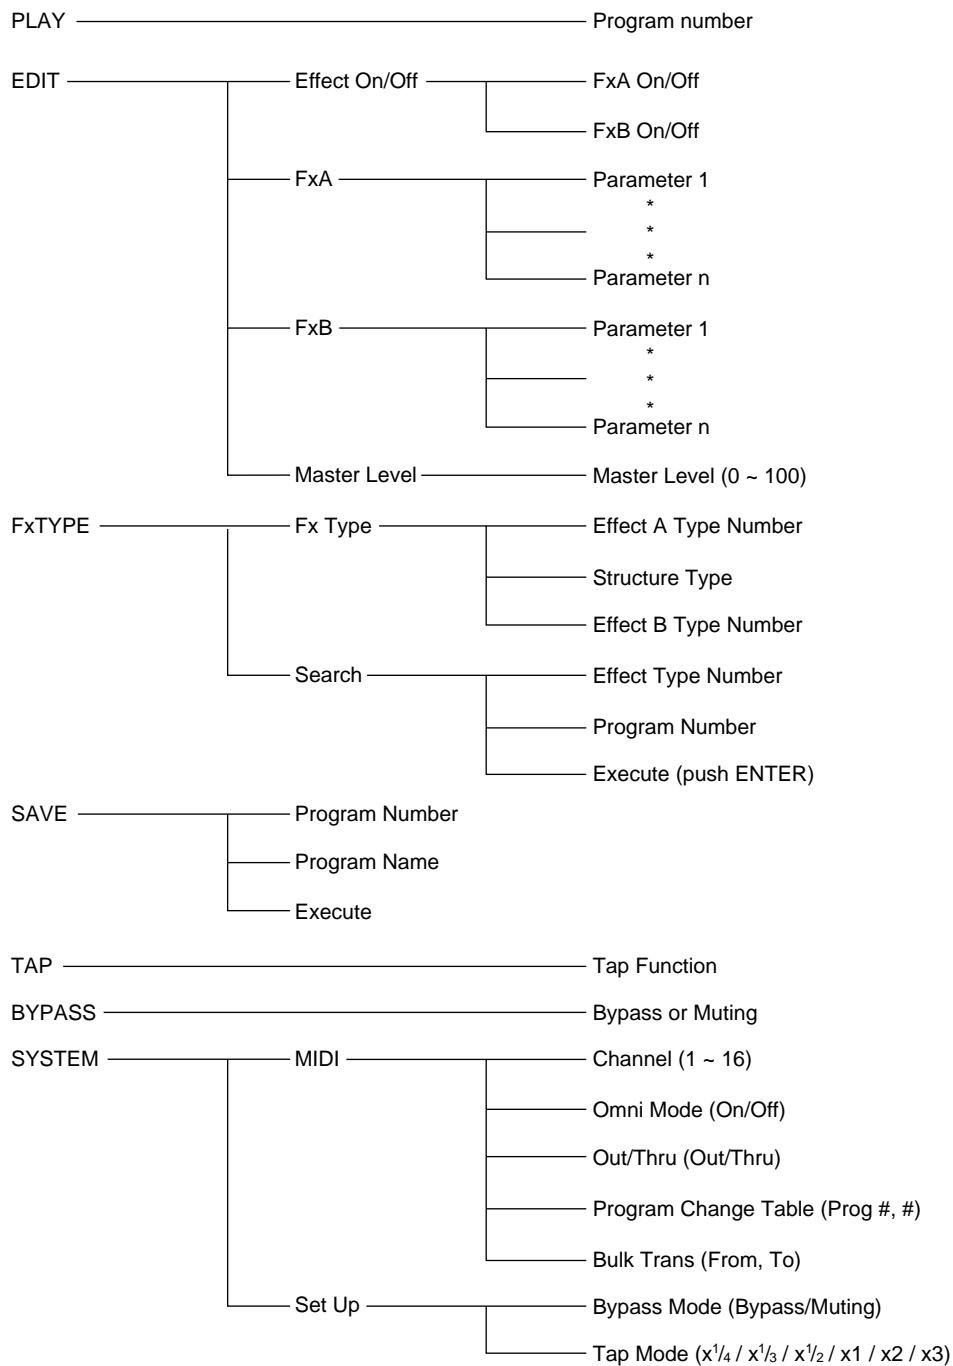 PLAY Program number
EDIT Effect On/Off FxA On/Off
FxB On/Off
FxA Parameter 1
*
*
*
Parameter n
FxB Parameter 1
*
*
*
Parameter n
Master Level Master Level (0 ~ 100)
FxTYPE Fx Type Effect A Type Number
Structure Type
Effect B Type Number
Search Effect Type Number
Program Number
Execute (push ENTER)
SAVE Program Number
Program Name
Execute
TAP Tap Function
BYPASS Bypass or Muting
SYSTEM MIDI Channel (1 ~ 16)
Omni Mode (On/Off)
Out/Thru (Out/Thru)
Program Change Table (Prog #, #)
Bulk Trans (From, To)
Set Up Bypass Mode (Bypass/Muting)
Tap Mode (x1/4 / x1/3 / x1/2 / x1 / x2 / x3)